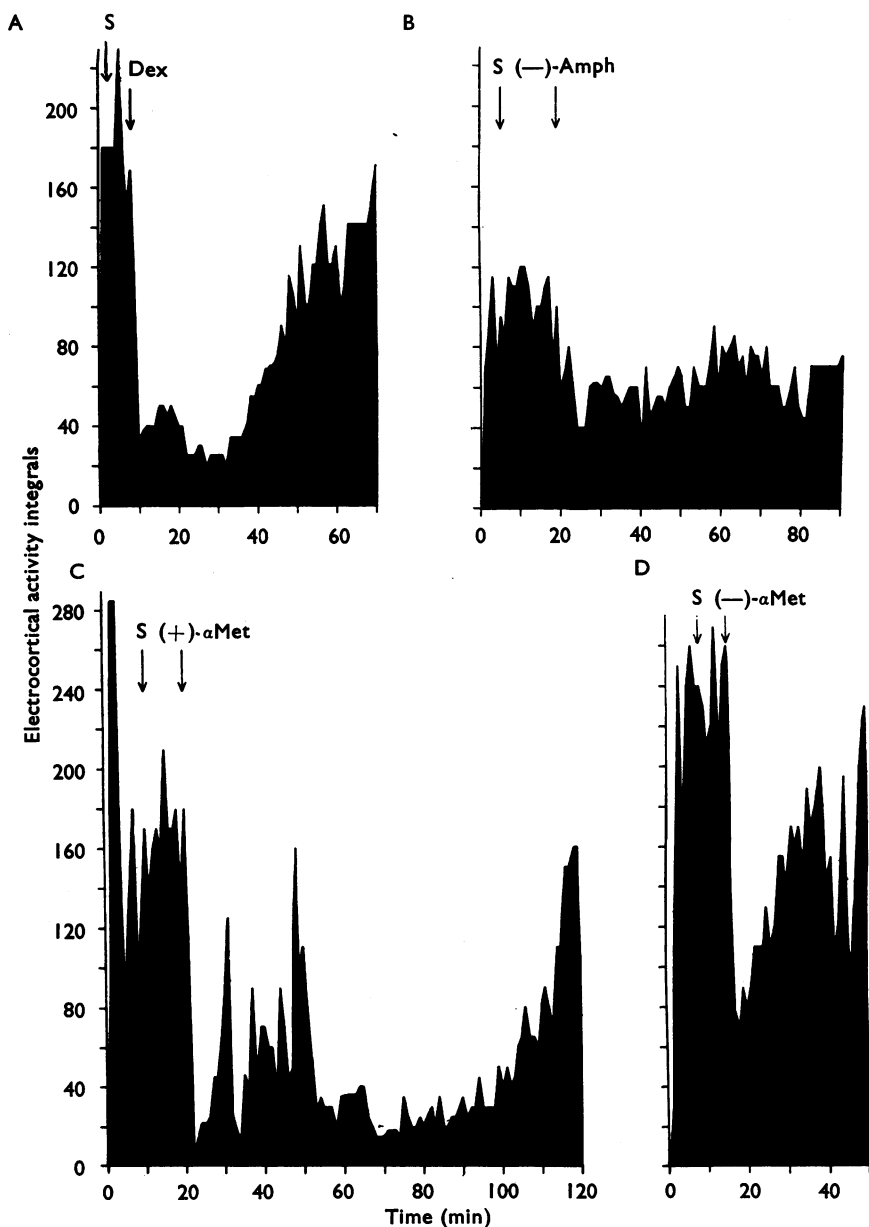 A
S
Dex
200
160
120
80
40
0
0 20 40 60
B
S (—)-Amph
0 20 40 60 80
Electrocortical activity integrals
C
S (+)-αMet
280
240
200
160
120
80
40
0
0 20 40 60 80 100 120
D
S (—)-αMet
0 20 40
Time (min)